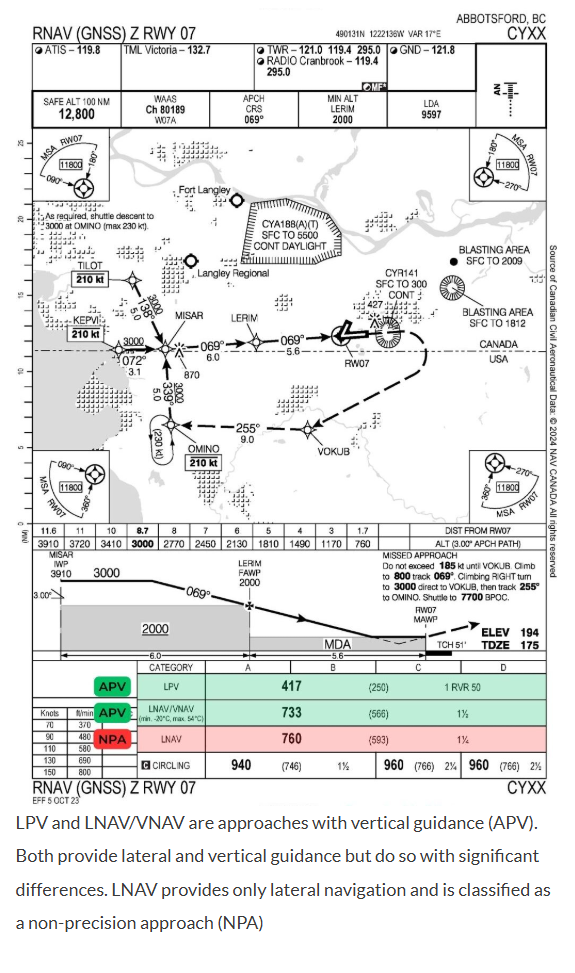 ABBOTSFORD, BC
RNAV (GNSS) Z RWY 07
490131N 1222136W VAR 17°E
CYXX
ATIS – 119.8
TML Victoria – 132.7
TWR – 121.0 119.4 295.0
RADIO Cranbrook – 119.4
295.0
MF
GND – 121.8
SAFE ALT 100 NM
12,800
WAAS
Ch 80189
W07A
APCH
CRS
069°
MIN ALT
LERIM
2000
LDA
9597
AN
MSA RW07
11800
090°
180°
MSA RW07
11800
180°
270°
As required, shuttle descent to
3000 at OMINO (max 230 kt).
Fort Langley
CYA188(A)(T)
SFC TO 5500
CONT DAYLIGHT
Langley Regional
BLASTING AREA
SFC TO 2009
CYR141
SFC TO 300
CONT
427
BLASTING AREA
SFC TO 1812
TILOT
210 kt
3000
138°
5.0
KEPVI
210 kt
3000
072°
3.1
MISAR
870
069°
6.0
LERIM
069°
5.6
RW07
CANADA
USA
3000
339°
5.0
(230 kt)
OMINO
210 kt
255°
9.0
VOKUB
090°
360°
11800
MSA RW07
270°
360°
11800
MSA RW07
25
20
15
10
5
0
(NM)
Source of Canadian Civil Aeronautical Data: © 2024 NAV CANADA All rights reserved
11.6 11 10 8.7 8 7 6 5 4 3 1.7 DIST FROM RW07
3910 3720 3410 3000 2770 2450 2130 1810 1490 1170 760 ALT (3.00° APCH PATH)
MISAR
IWP
3910
3000
3.00°
069°
LERIM
FAWP
2000
2000
MISSED APPROACH
Do not exceed 185 kt until VOKUB. Climb
to 800 track 069°. Climbing RIGHT turn
to 3000 direct to VOKUB, then track 255°
to OMINO. Shuttle to 7700 BPOC.
RW07
MAWP
MDA
TCH 51'
ELEV 194
TDZE 175
6.0
5.6
CATEGORY A B C D
APV LPV 417 (250) 1 RVR 50
APV LNAV/VNAV 733 (566) 1½
(min. -20°C, max. 54°C)
NPA LNAV 760 (593) 1¾
C CIRCLING 940 (746) 1½ 960 (766) 2¼ 960 (766) 2½
Knots ft/min
70 370
90 480
110 580
130 690
150 800
RNAV (GNSS) Z RWY 07
CYXX
EFF 5 OCT 23
LPV and LNAV/VNAV are approaches with vertical guidance (APV).
Both provide lateral and vertical guidance but do so with significant
differences. LNAV provides only lateral navigation and is classified as
a non-precision approach (NPA)